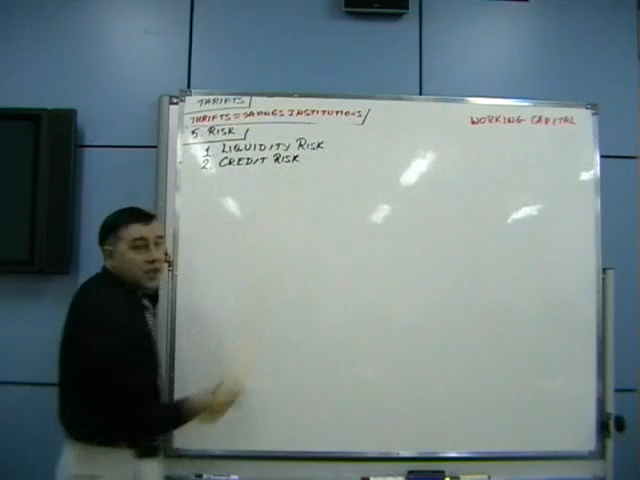 THRIFTS
THRIFTS = SAVINGS INSTITUTIONS
WORKING CAPITAL
5. RISK
1. LIQUIDITY RISK
2. CREDIT RISK